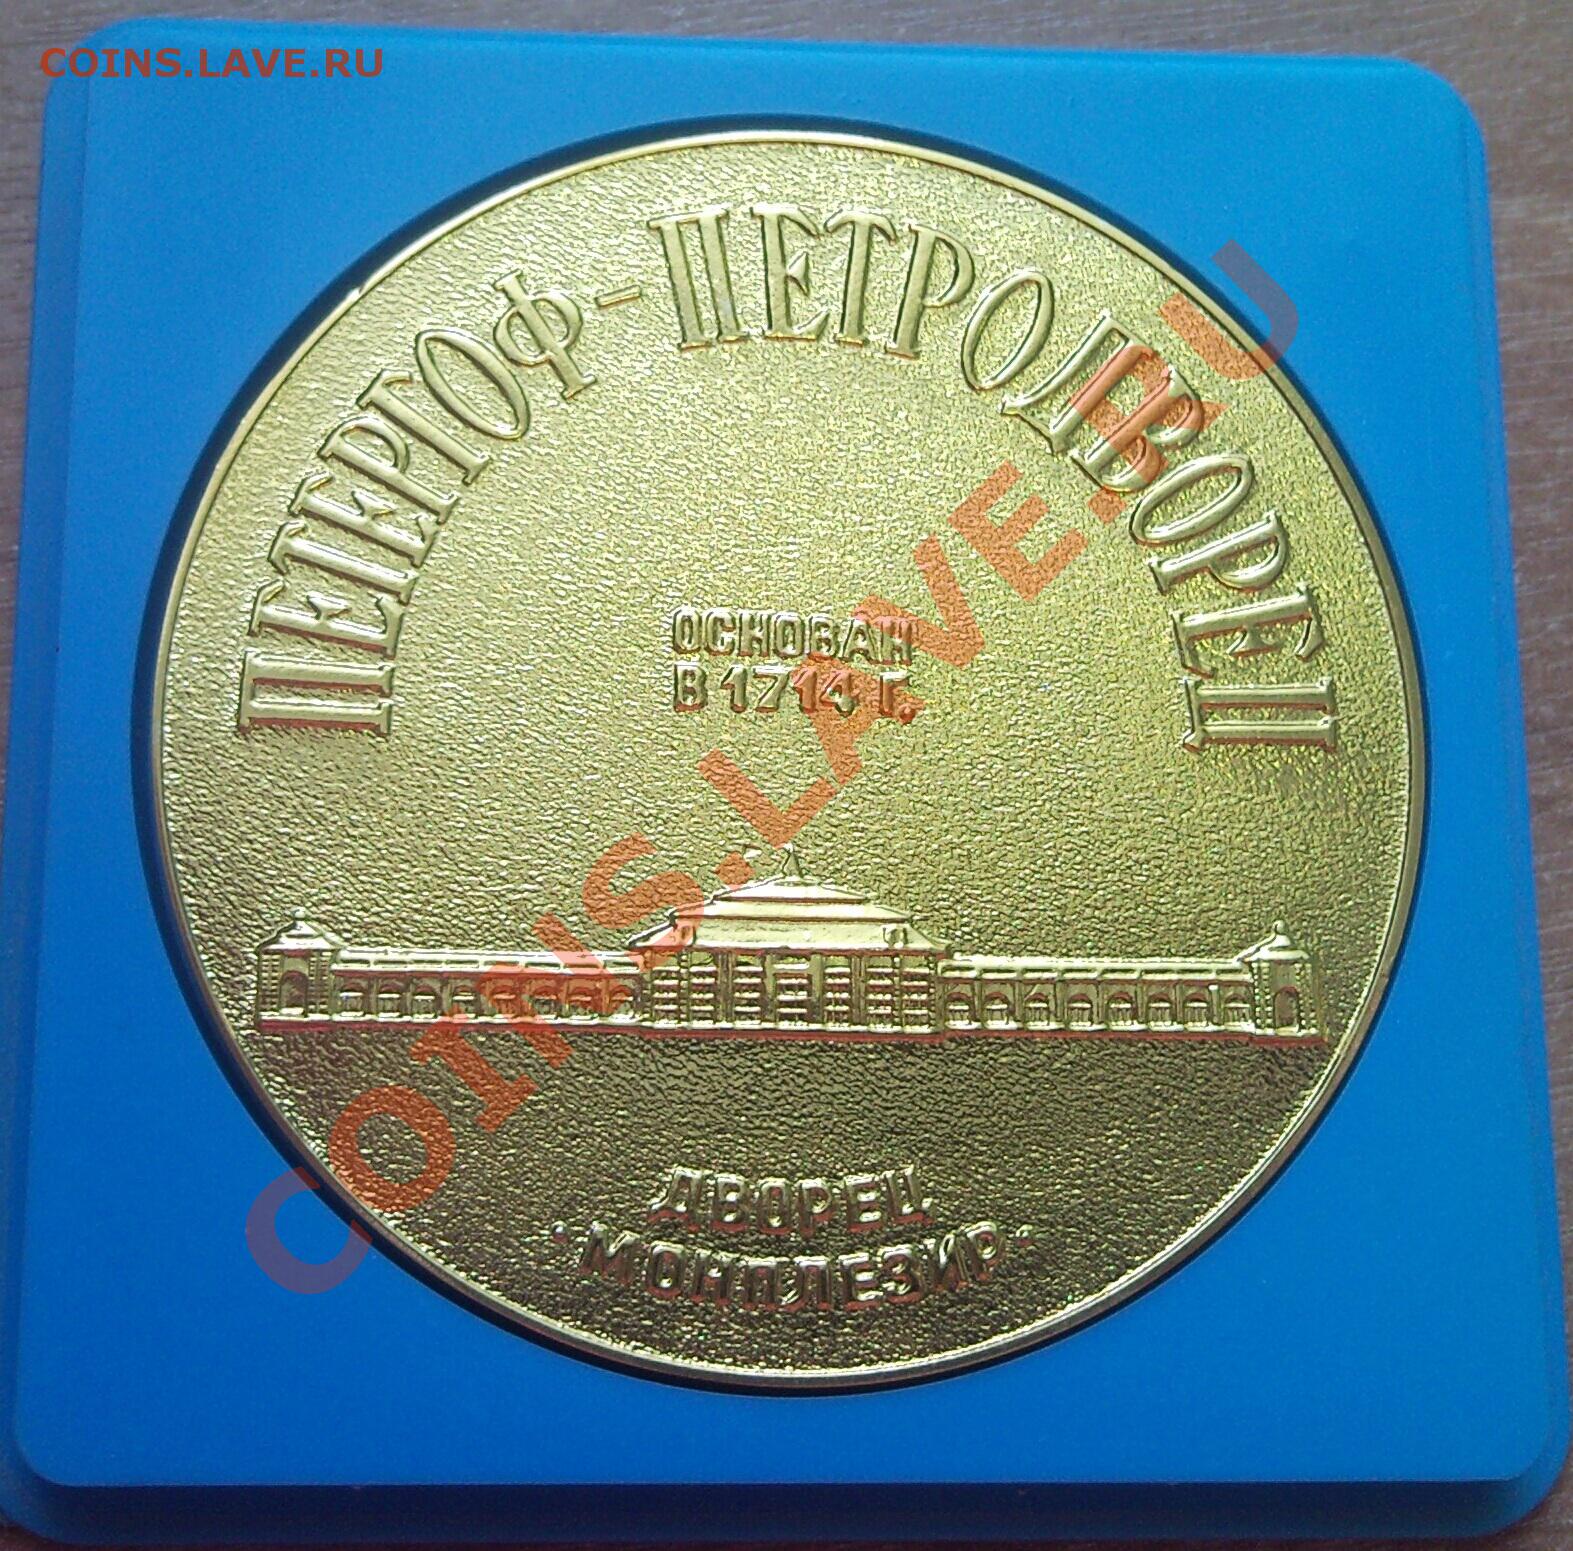 COINS.LAVE.RU
ПЕТЕРГОФ-ПЕТРОДВОРЕЦ
ОСНОВАН
В 1714 г.
ДВОРЕЦ
"МОНПЛЕЗИР"
COINS.LAVE.RU